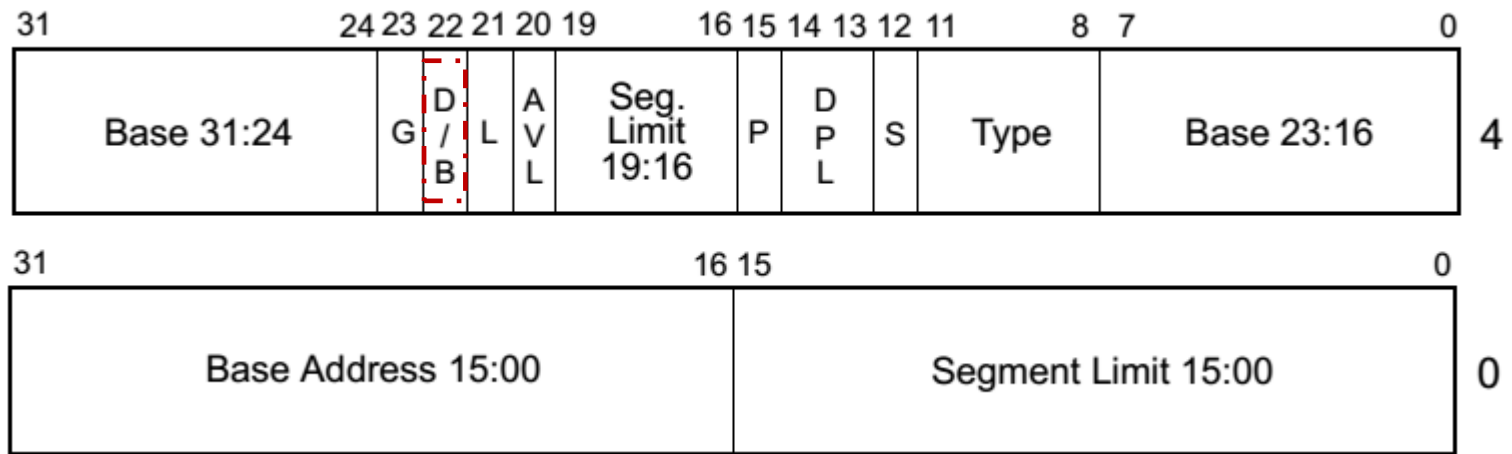 31 24 23 22 21 20 19 16 15 14 13 12 11 8 7 0
Base 31:24 G D/B L AVL Seg. Limit 19:16 P DPL S Type Base 23:16 4
31 16 15 0
Base Address 15:00 Segment Limit 15:00 0